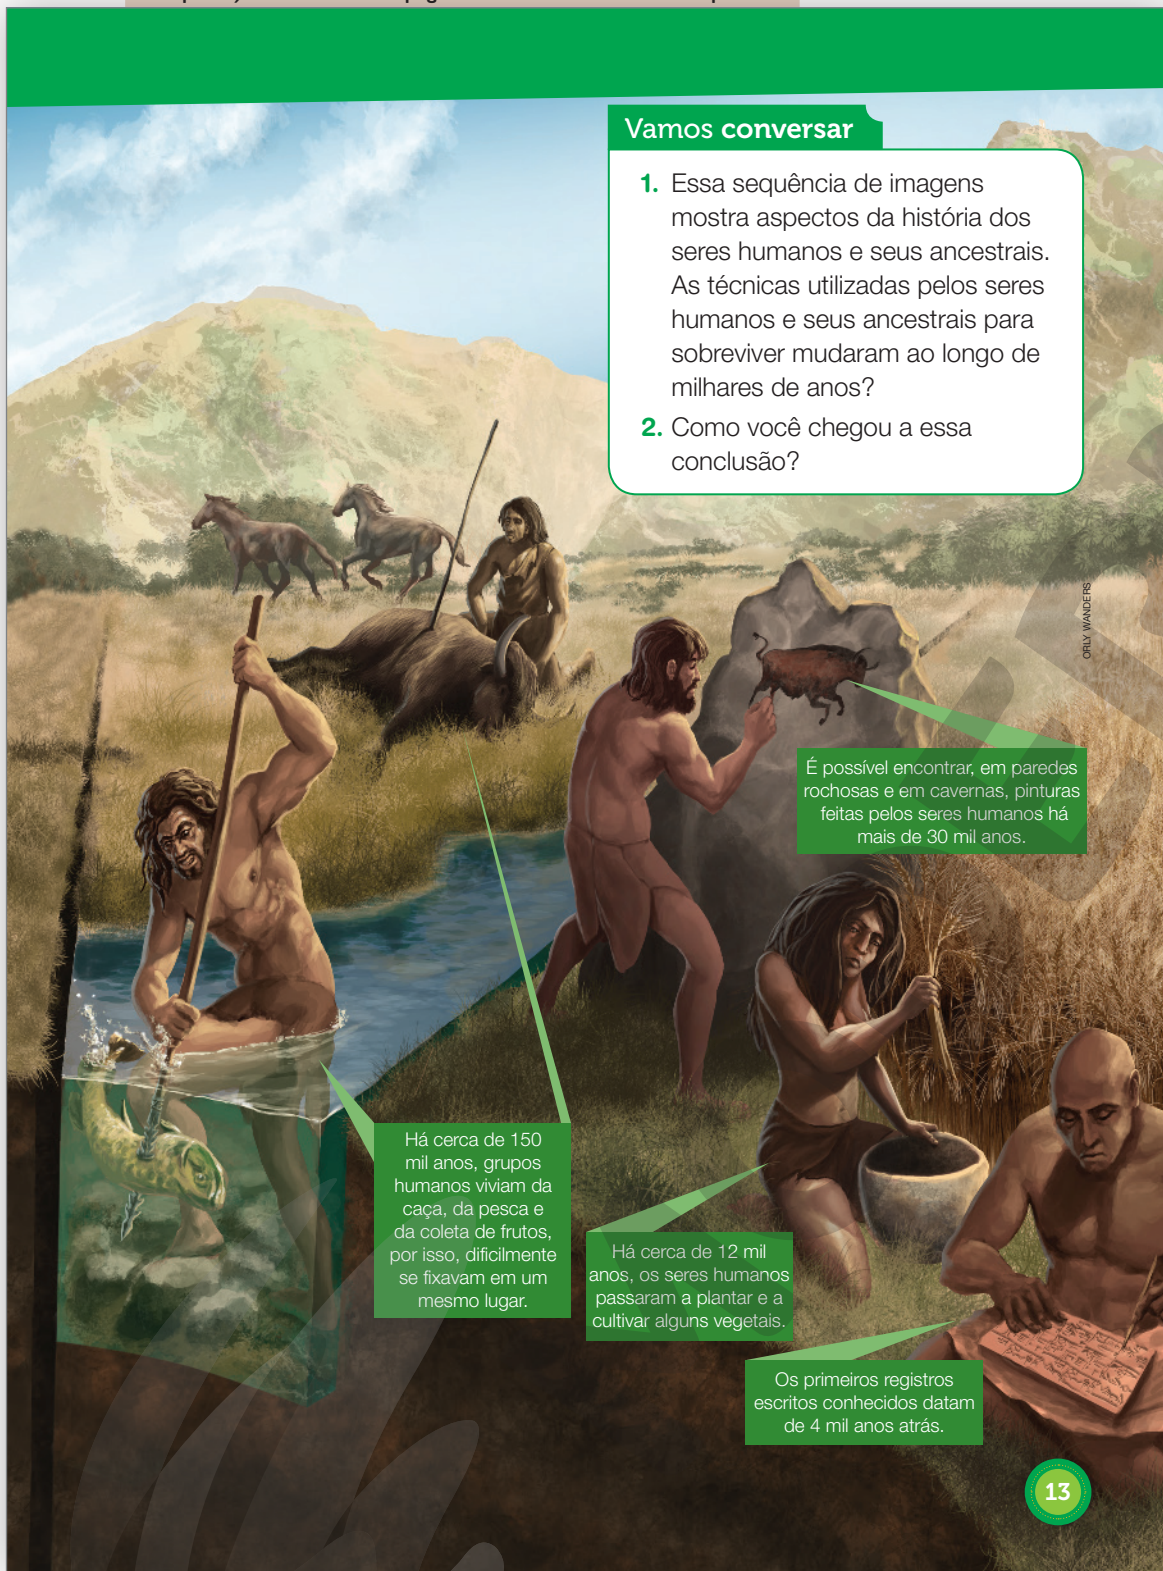 Vamos conversar
1. Essa sequência de imagens
mostra aspectos da história dos
seres humanos e seus ancestrais.
As técnicas utilizadas pelos seres
humanos e seus ancestrais para
sobreviver mudaram ao longo de
milhares de anos?
2. Como você chegou a essa
conclusão?
ORLY WANDERS
É possível encontrar, em paredes
rochosas e em cavernas, pinturas
feitas pelos seres humanos há
mais de 30 mil anos.
Há cerca de 150
mil anos, grupos
humanos viviam da
caça, da pesca e
da coleta de frutos,
por isso, dificilmente
se fixavam em um
mesmo lugar.
Há cerca de 12 mil
anos, os seres humanos
passaram a plantar e a
cultivar alguns vegetais.
Os primeiros registros
escritos conhecidos datam
de 4 mil anos atrás.
13